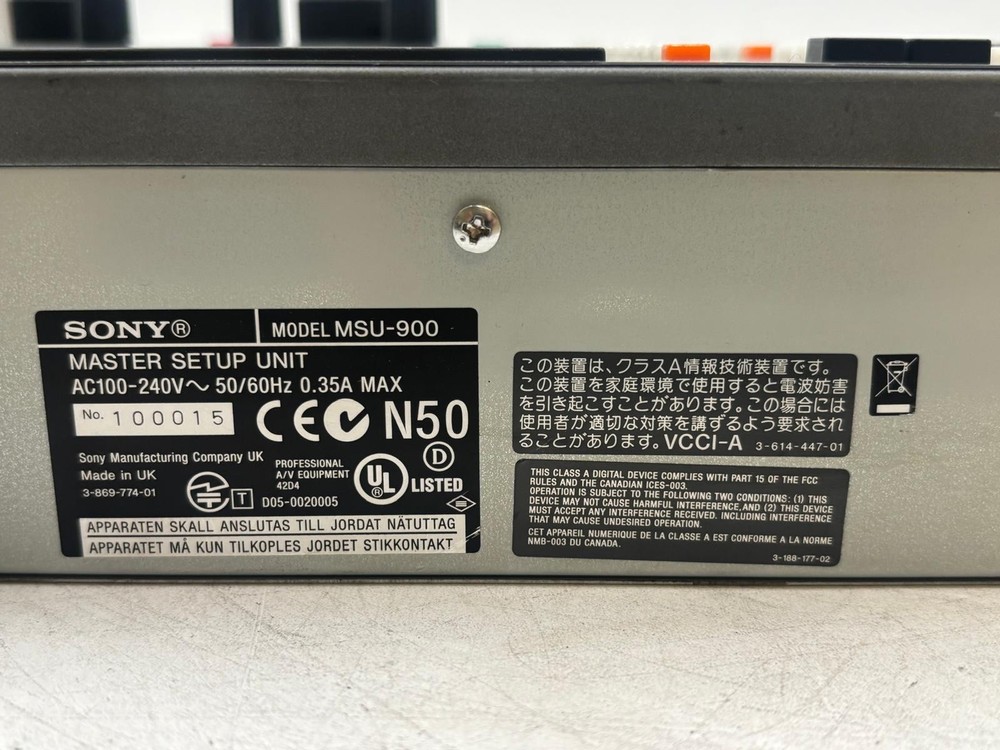 SONY® MODEL MSU-900
MASTER SETUP UNIT
AC100-240V～ 50/60Hz 0.35A MAX
No. 100015
CE N50
Sony Manufacturing Company UK
Made in UK
3-869-774-01
T
PROFESSIONAL
A/V EQUIPMENT
42D4
D05-0020005
UL® LISTED
D
APPARATEN SKALL ANSLUTAS TILL JORDAT NÄTUTTAG
APPARATET MÅ KUN TILKOPLES JORDET STIKKONTAKT
この装置は、クラスA情報技術装置です。
この装置を家庭環境で使用すると電波妨害
を引き起こすことがあります。この場合には
使用者が適切な対策を講ずるよう要求され
ることがあります。VCCI-A 3-614-447-01
THIS CLASS A DIGITAL DEVICE COMPLIES WITH PART 15 OF THE FCC
RULES AND THE CANADIAN ICES-003.
OPERATION IS SUBJECT TO THE FOLLOWING TWO CONDITIONS: (1) THIS
DEVICE MAY NOT CAUSE HARMFUL INTERFERENCE,AND (2) THIS DEVICE
MUST ACCEPT ANY INTERFERENCE RECEIVED. INCLUDING INTERFERENCE
THAT MAY CAUSE UNDESIRED OPERATION.
CET APPAREIL NUMERIQUE DE LA CLASSE A EST CONFORME A LA NORME
NMB-003 DU CANADA.
3-188-177-02